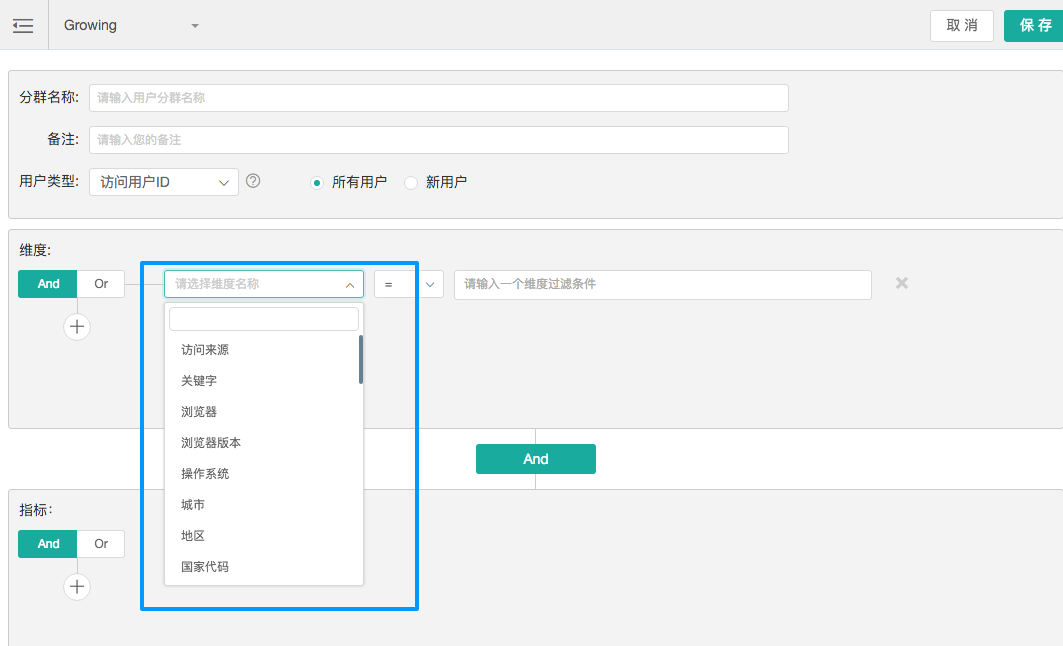 Growing
取 消
保 存
分群名称: 请输入用户分群名称
备注: 请输入您的备注
用户类型: 访问用户ID 所有用户 新用户
维度:
And Or 请选择维度名称 = 请输入一个维度过滤条件
访问来源
关键字
浏览器
浏览器版本
操作系统
城市
地区
国家代码
And
指标:
And Or